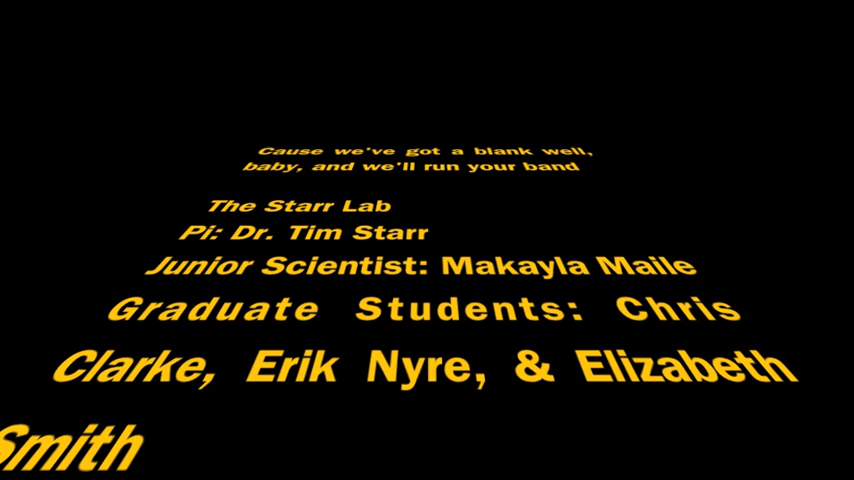 Cause we've got a blank well,
baby, and we'll run your band
The Starr Lab
Pi: Dr. Tim Starr
Junior Scientist: Makayla Maile
Graduate Students: Chris
Clarke, Erik Nyre, & Elizabeth
Smith